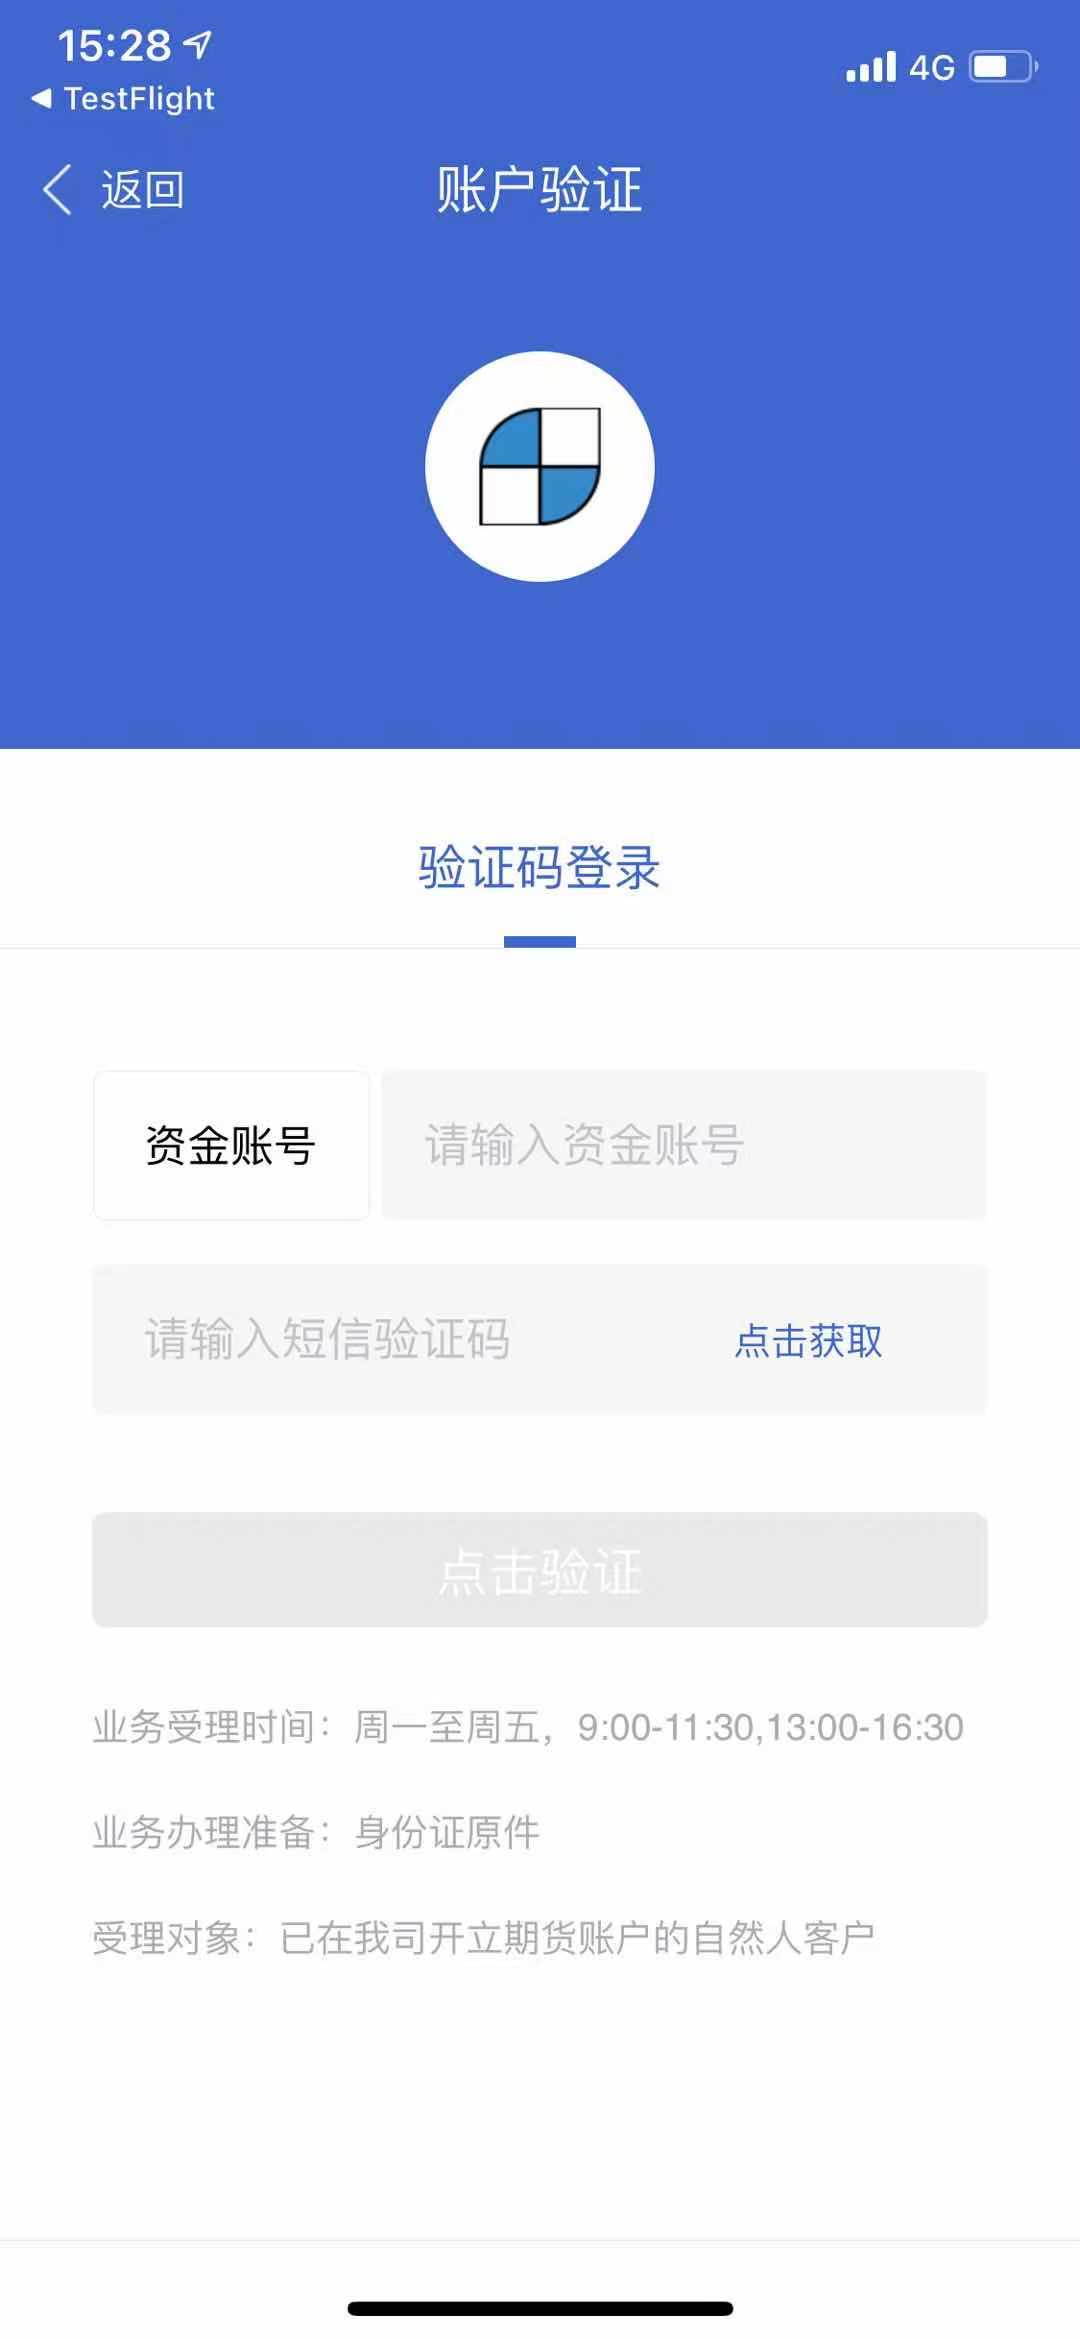 15:28
4G
TestFlight
返回
账户验证
验证码登录
资金账号
请输入资金账号
请输入短信验证码
点击获取
点击验证
业务受理时间：周一至周五，9:00-11:30,13:00-16:30
业务办理准备：身份证原件
受理对象：已在我司开立期货账户的自然人客户